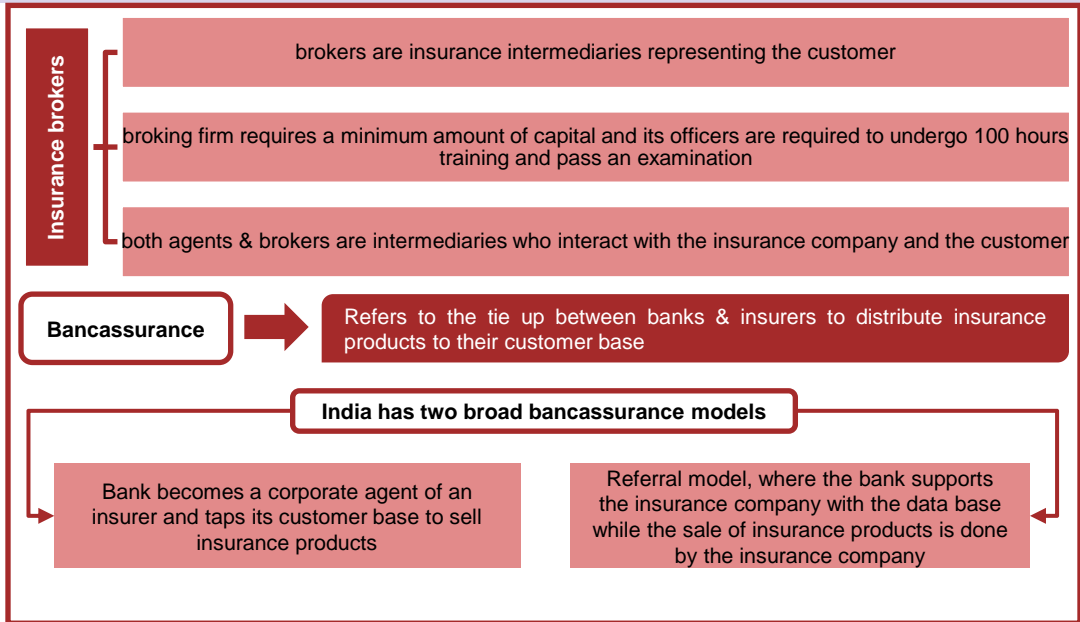 Insurance brokers
brokers are insurance intermediaries representing the customer
broking firm requires a minimum amount of capital and its officers are required to undergo 100 hours
training and pass an examination
both agents & brokers are intermediaries who interact with the insurance company and the customer
Bancassurance
Refers to the tie up between banks & insurers to distribute insurance
products to their customer base
India has two broad bancassurance models
Bank becomes a corporate agent of an
insurer and taps its customer base to sell
insurance products
Referral model, where the bank supports
the insurance company with the data base
while the sale of insurance products is done
by the insurance company